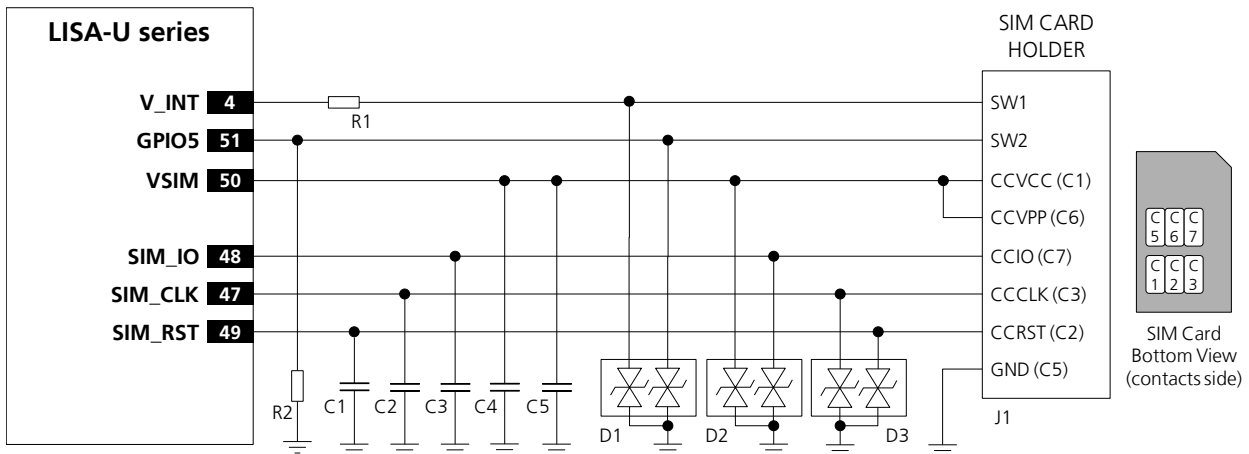 LISA-U series
SIM CARD
HOLDER
V_INT 4
R1
SW1
GPIO5 51
SW2
VSIM 50
CCVCC (C1)
CCVPP (C6)
SIM_IO 48
CCIO (C7)
SIM_CLK 47
CCCLK (C3)
SIM_RST 49
CCRST (C2)
GND (C5)
R2
C1
C2
C3
C4
C5
D1
D2
D3
J1
C5 C6 C7
C1 C2 C3
SIM Card
Bottom View
(contacts side)